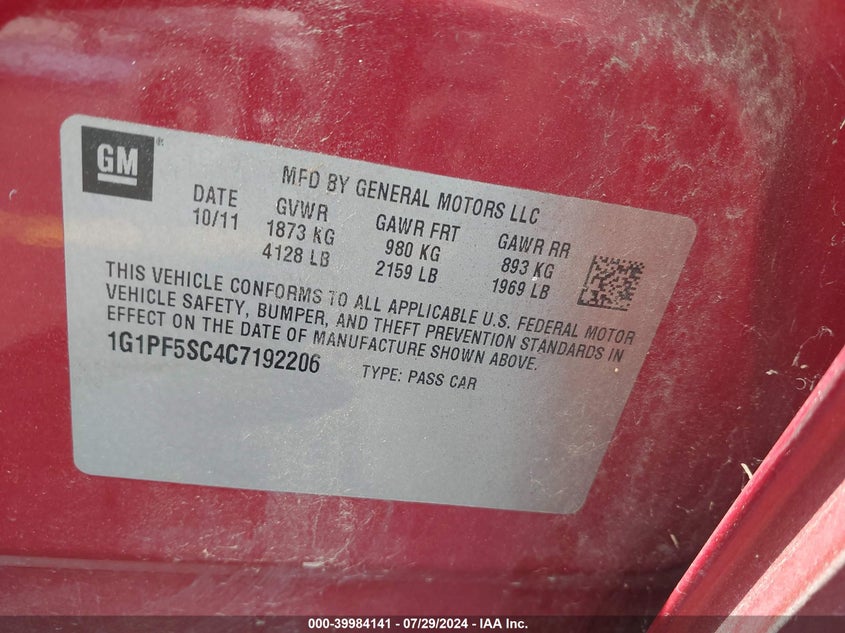 GM®
MFD BY GENERAL MOTORS LLC
DATE GVWR GAWR FRT GAWR RR
10/11 1873 KG 980 KG 893 KG
4128 LB 2159 LB 1969 LB
THIS VEHICLE CONFORMS TO ALL APPLICABLE U.S. FEDERAL MOTOR
VEHICLE SAFETY, BUMPER, AND THEFT PREVENTION STANDARDS IN
EFFECT ON THE DATE OF MANUFACTURE SHOWN ABOVE.
1G1PF5SC4C7192206 TYPE: PASS CAR
000-39984141 / 07/29/2024 - IAA Inc.